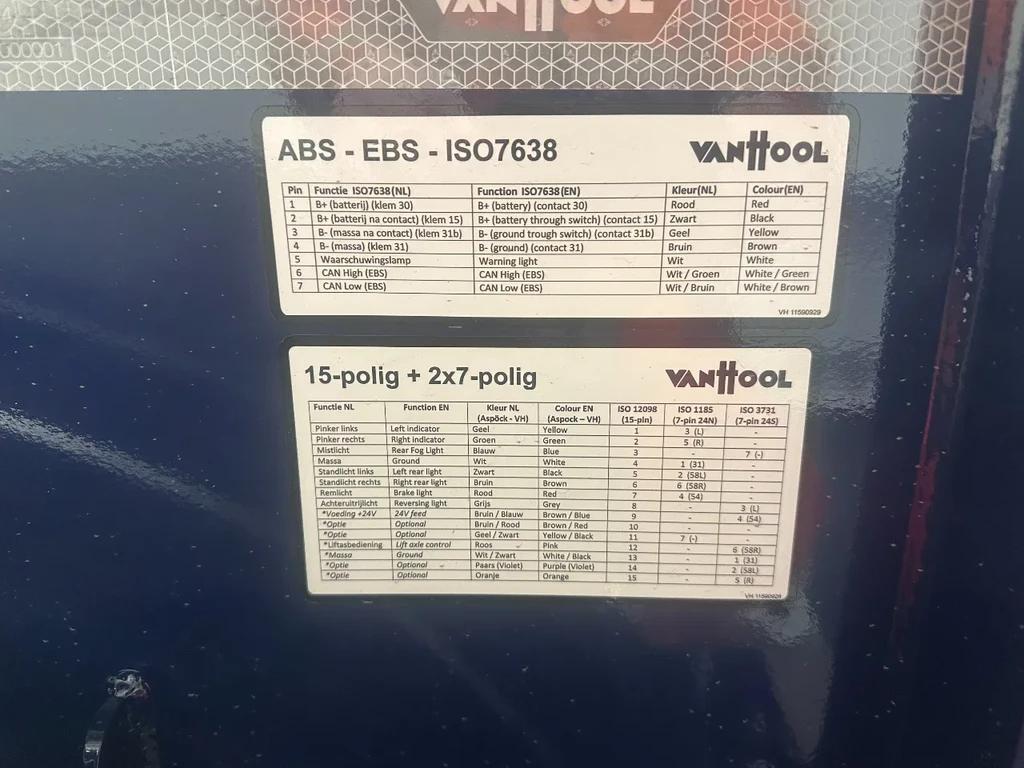 VANHOOL
000001
ABS - EBS - ISO7638 VANHOOL
Pin Functie ISO7638(NL) Function ISO7638(EN) Kleur(NL) Colour(EN)
1 B+ (batterij) (klem 30) B+ (battery) (contact 30) Rood Red
2 B+ (batterij na contact) (klem 15) B+ (battery through switch) (contact 15) Zwart Black
3 B- (massa na contact) (klem 31b) B- (ground trough switch) (contact 31b) Geel Yellow
4 B- (massa) (klem 31) B- (ground) (contact 31) Bruin Brown
5 Waarschuwingslamp Warning light Wit White
6 CAN High (EBS) CAN High (EBS) Wit / Groen White / Green
7 CAN Low (EBS) CAN Low (EBS) Wit / Bruin White / Brown
VH 11590929
15-polig + 2x7-polig VANHOOL
Functie NL Function EN Kleur NL Colour EN ISO 12098 ISO 1185 ISO 3731
(Aspöck - VH) (Aspock – VH) (15-pin) (7-pin 24N) (7-pin 24S)
Pinker links Left indicator Geel Yellow 1 3 (L) -
Pinker rechts Right indicator Groen Green 2 5 (R) -
Mistlicht Rear Fog Light Blauw Blue 3 - 7 (-)
Massa Ground Wit White 4 1 (31) -
Standlicht links Left rear light Zwart Black 5 2 (58L) -
Standlicht rechts Right rear light Bruin Brown 6 6 (58R) -
Remlicht Brake light Rood Red 7 4 (54) -
Achteruitrijlicht Reversing light Grijs Grey 8 - 3 (L)
*Voeding +24V 24V feed Bruin / Blauw Brown / Blue 9 - 4 (54)
*Optie Optional Bruin / Rood Brown / Red 10 - -
*Optie Optional Geel / Zwart Yellow / Black 11 7 (-) -
*Liftasbediening Lift axle control Roos Pink 12 - 6 (58R)
*Massa Ground Wit / Zwart White / Black 13 - 1 (31)
*Optie Optional Paars (Violet) Purple (Violet) 14 - 2 (58L)
*Optie Optional Oranje Orange 15 - 5 (R)